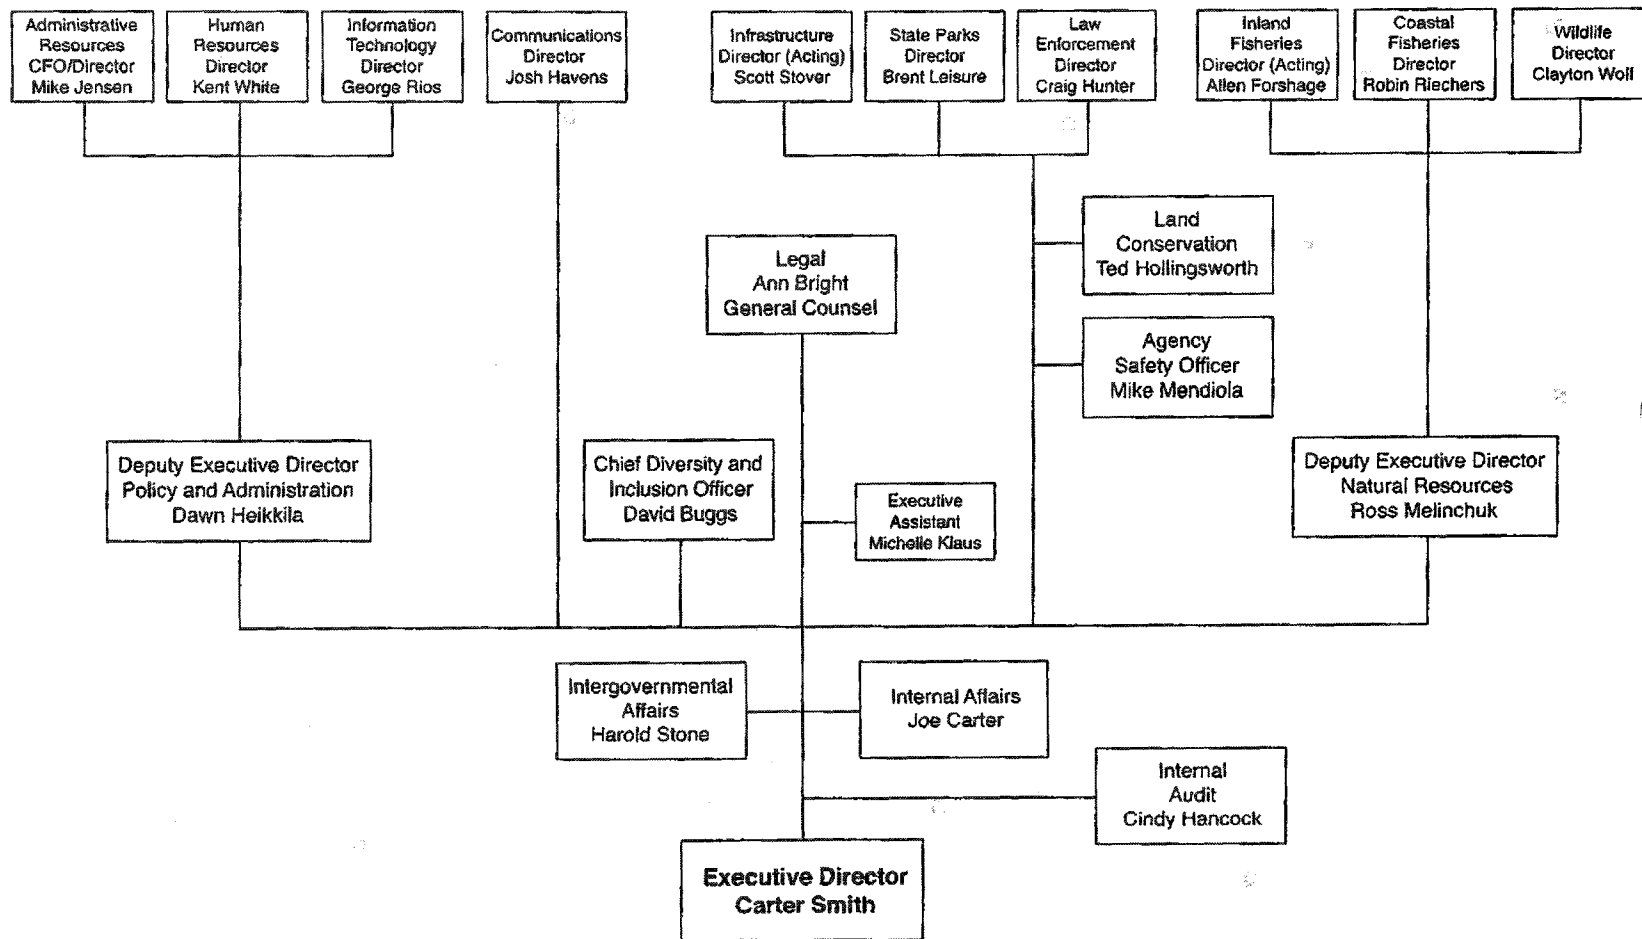 Administrative
Resources
CFO/Director
Mike Jensen
Human
Resources
Director
Kent White
Information
Technology
Director
George Rios
Communications
Director
Josh Havens
Infrastructure
Director (Acting)
Scott Stover
State Parks
Director
Brent Leisure
Law
Enforcement
Director
Craig Hunter
Inland
Fisheries
Director (Acting)
Allen Forshage
Coastal
Fisheries
Director
Robin Riechers
Wildlife
Director
Clayton Wolf
Land
Conservation
Ted Hollingsworth
Legal
Ann Bright
General Counsel
Agency
Safety Officer
Mike Mendiola
Deputy Executive Director
Policy and Administration
Dawn Heikkila
Chief Diversity and
Inclusion Officer
David Buggs
Executive
Assistant
Michelle Klaus
Deputy Executive Director
Natural Resources
Ross Melinchuk
Intergovernmental
Affairs
Harold Stone
Internal Affairs
Joe Carter
Internal
Audit
Cindy Hancock
Executive Director
Carter Smith